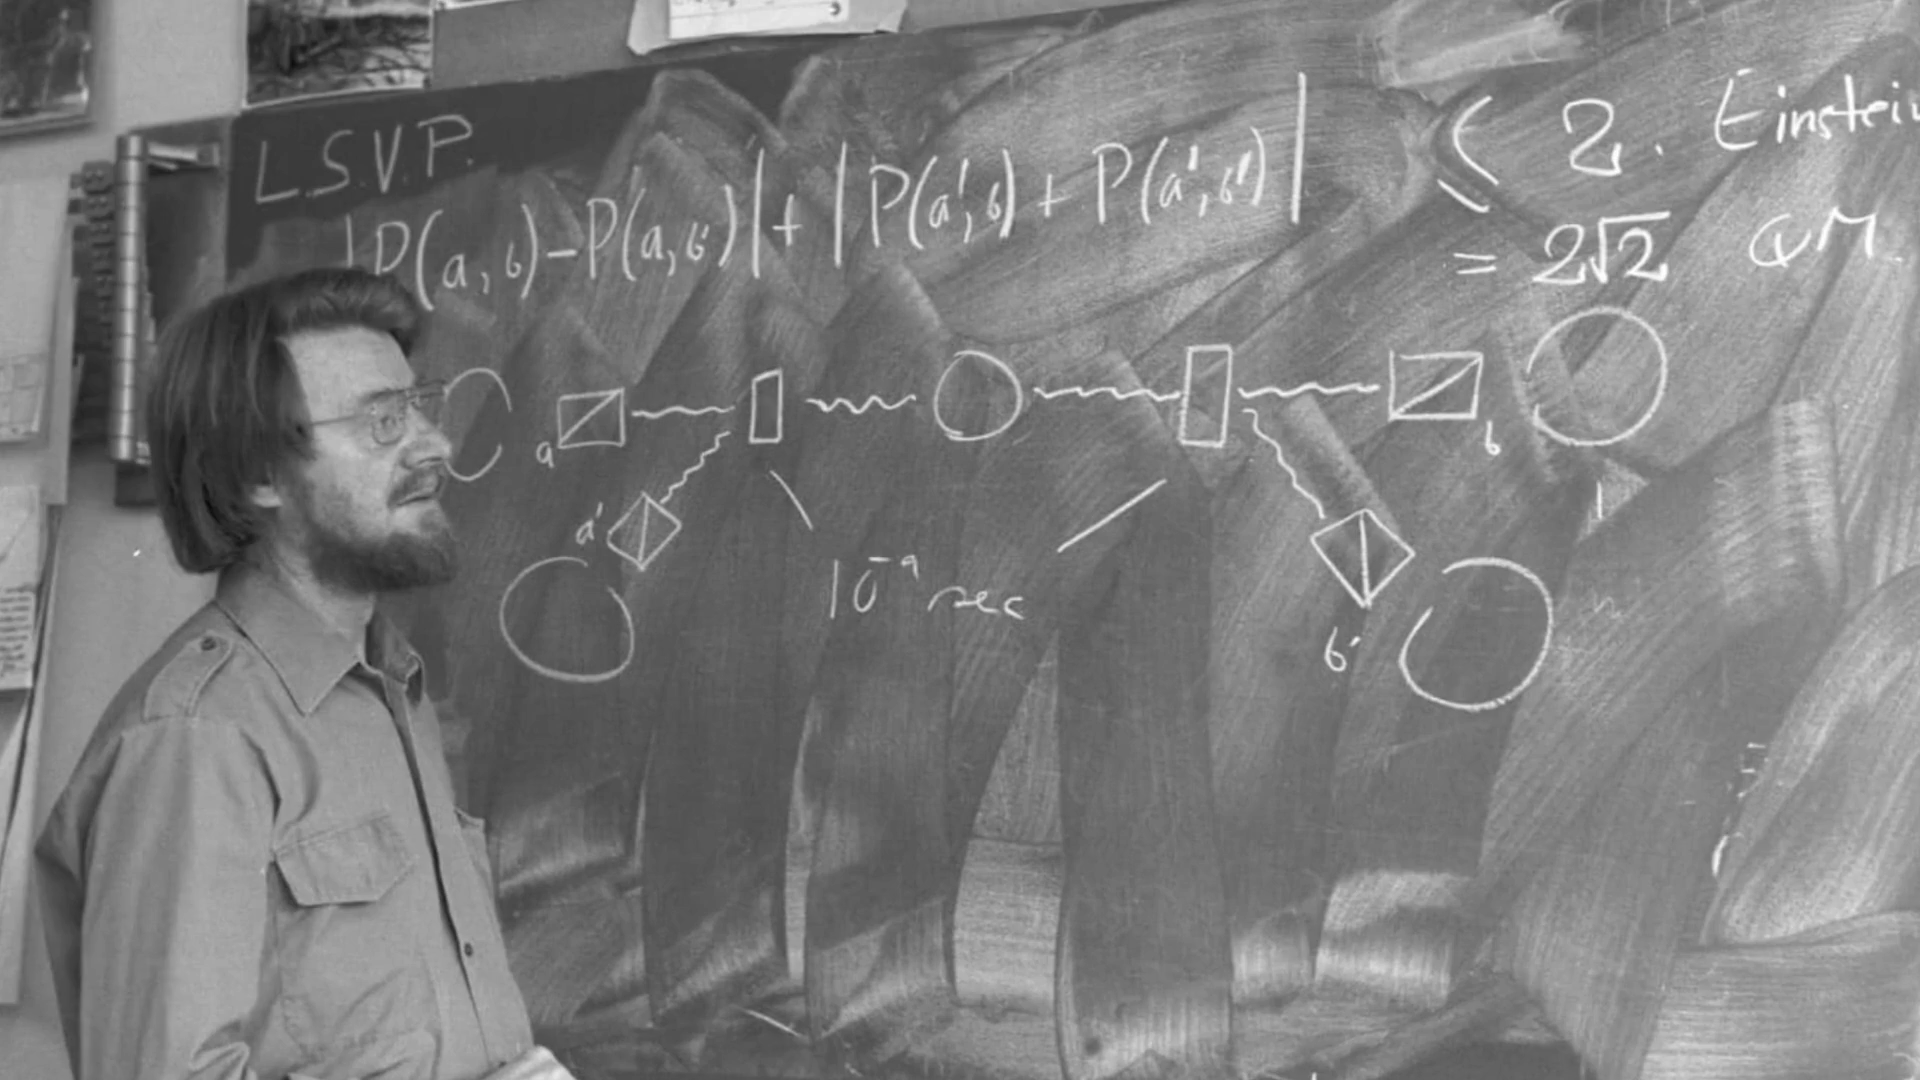 L.S.V.P.
|P(a, b) - P(a, b')| + |P(a', b) + P(a', b')| ⩽ 2. Einstein
= 2√2 QM.
a
b
a'
10⁻⁹ sec
b'